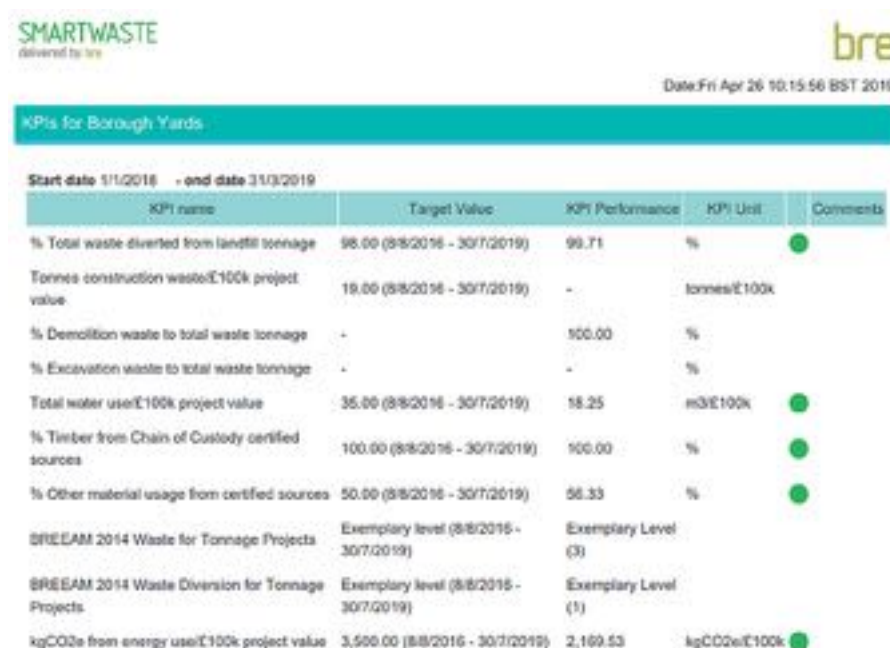 SMARTWASTE
delivered by bre
bre
Date:Fri Apr 26 10:15:56 BST 2019
KPIs for Borough Yards
Start date 1/1/2018 - end date 31/3/2019
KPI name Target Value KPI Performance KPI Unit Comments
% Total waste diverted from landfill tonnage 98.00 (8/8/2016 - 30/7/2019) 99.71 %
Tonnes construction waste/£100k project
value 19.00 (8/8/2016 - 30/7/2019) - tonnes/£100k
% Demolition waste to total waste tonnage - 100.00 %
% Excavation waste to total waste tonnage - - %
Total water use/£100k project value 35.00 (8/8/2016 - 30/7/2019) 18.25 m3/£100k
% Timber from Chain of Custody certified
sources 100.00 (8/8/2016 - 30/7/2019) 100.00 %
% Other material usage from certified sources 50.00 (8/8/2016 - 30/7/2019) 56.33 %
BREEAM 2014 Waste for Tonnage Projects Exemplary level (8/8/2016 - Exemplary Level
30/7/2019) (3)
BREEAM 2014 Waste Diversion for Tonnage Exemplary level (8/8/2016 - Exemplary Level
Projects 30/7/2019) (1)
kgCO2e from energy use/£100k project value 3,500.00 (8/8/2016 - 30/7/2019) 2,169.53 kgCO2e/£100k